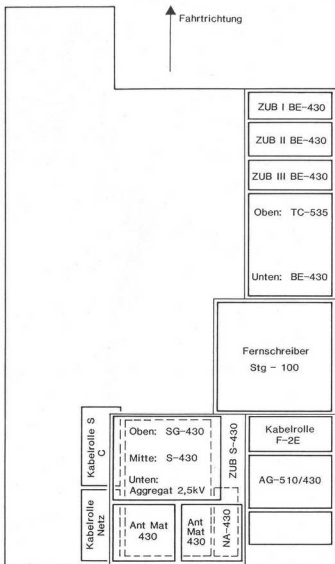 Fahrtrichtung
ZUB I BE-430
ZUB II BE-430
ZUB III BE-430
Oben: TC-535
Unten: BE-430
Fernschreiber
Stg - 100
Kabelrolle S
C
Oben: SG-430
Mitte: S-430
Unten:
Aggregat 2,5kV
ZUB S-430
Kabelrolle
F-2E
AG-510/430
Kabelrolle
Netz
Ant Mat
430
Ant
Mat
430
NA-430